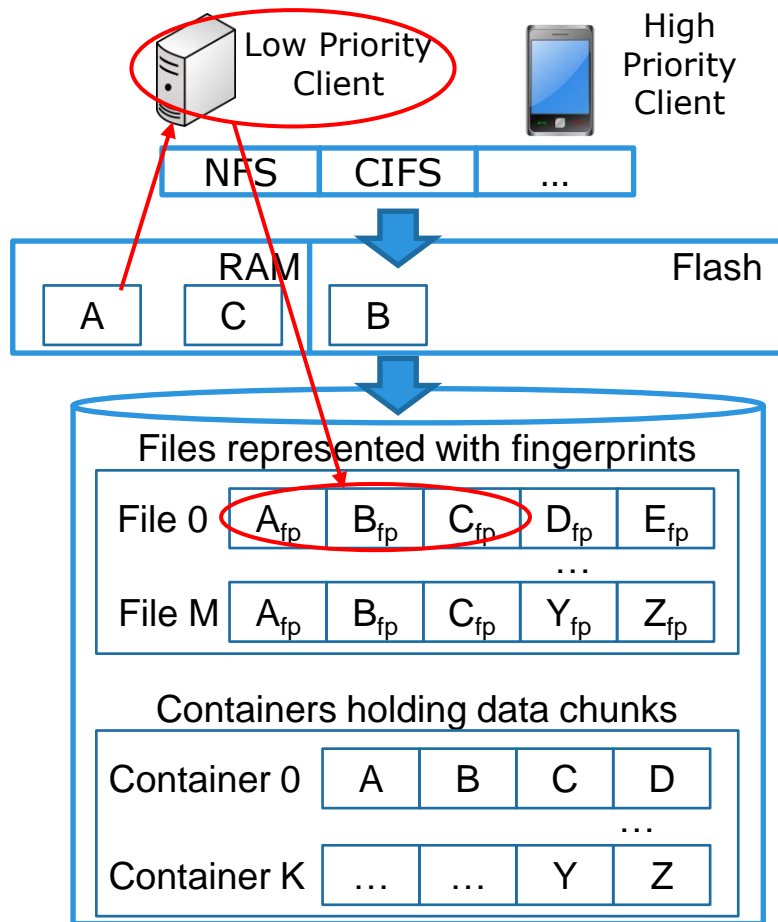 Low Priority
Client
High
Priority
Client
NFS CIFS ...
RAM Flash
A C B
Files represented with fingerprints
File 0 Afp Bfp Cfp Dfp Efp
...
File M Afp Bfp Cfp Yfp Zfp
Containers holding data chunks
Container 0 A B C D
...
Container K ... ... Y Z